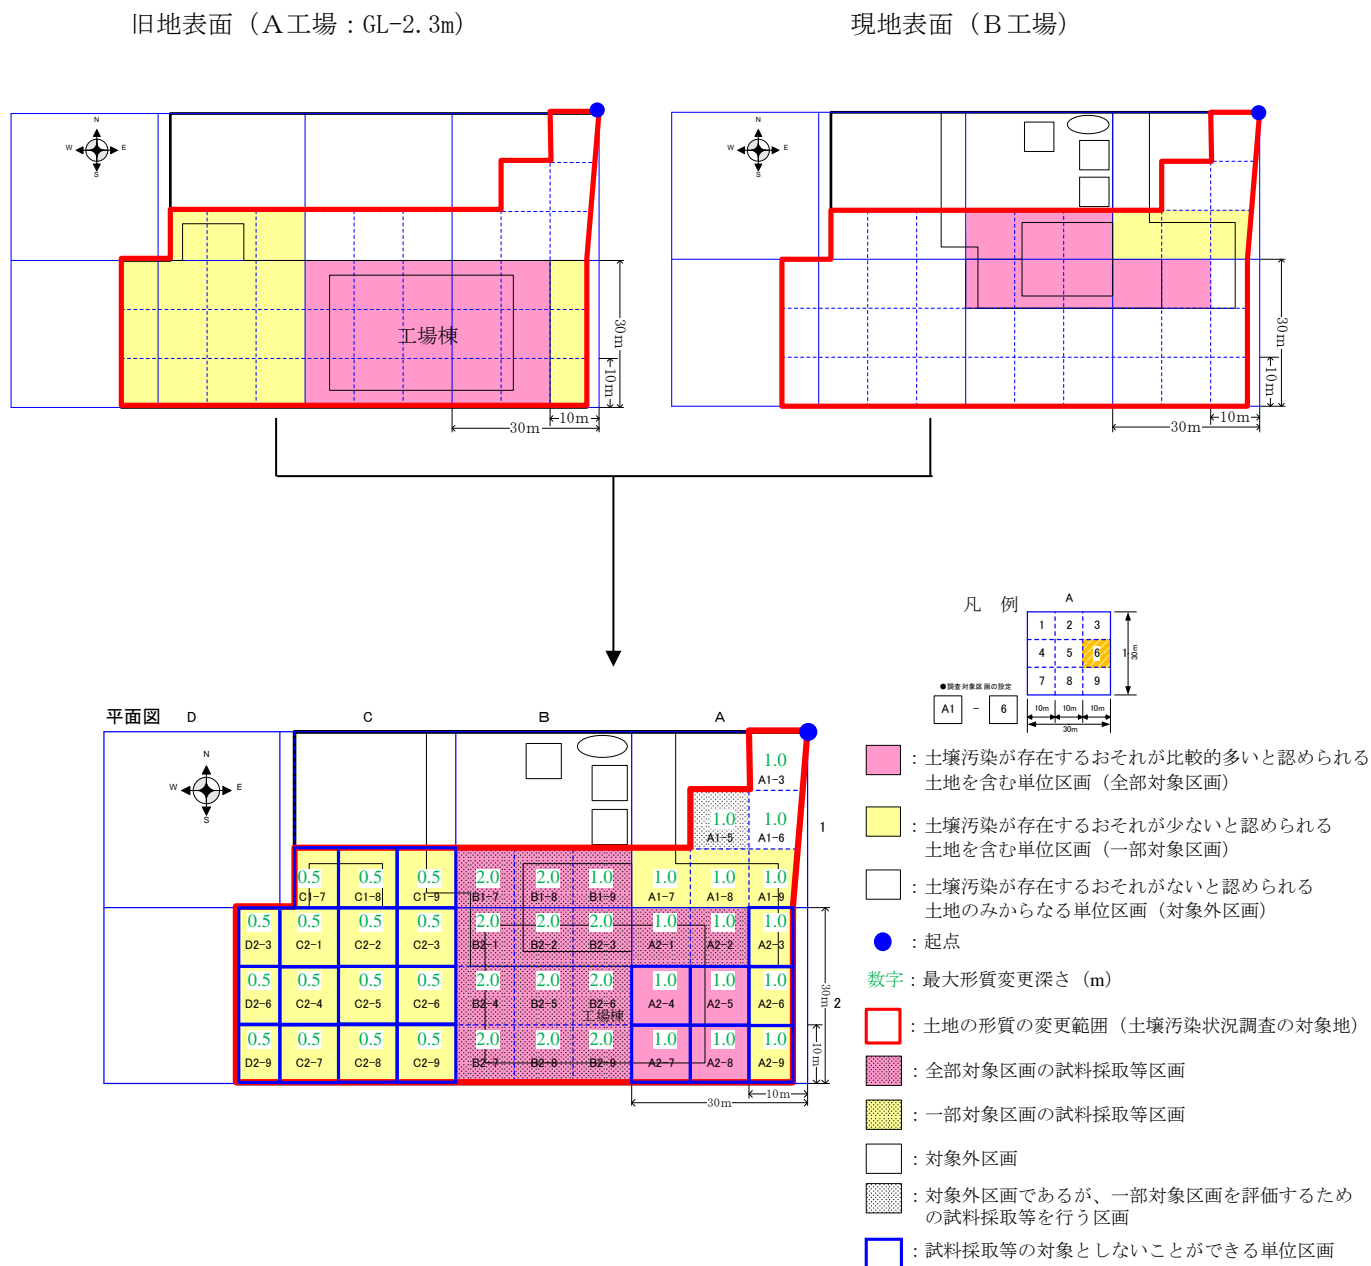 旧地表面（Ａ工場：GL-2.3m）
現地表面（Ｂ工場）
N
W E
S
工場棟
30m
10m
10m
30m
N
W E
S
30m
10m
10m
30m
凡 例
A
1 2 3
4 5 6
7 8 9
1
30m
●調査対象区画の設定
A1 - 6
10m 10m 10m
30m
平面図 D C B A
N
W E
S
1.0
A1-3
1.0 1.0
A1-5 A1-6
1
0.5 0.5 0.5 2.0 2.0 1.0 1.0 1.0 1.0
C1-7 C1-8 C1-9 B1-7 B1-8 B1-9 A1-7 A1-8 A1-9
0.5 0.5 0.5 0.5 2.0 2.0 2.0 1.0 1.0 1.0
D2-3 C2-1 C2-2 C2-3 B2-1 B2-2 B2-3 A2-1 A2-2 A2-3
0.5 0.5 0.5 0.5 2.0 2.0 2.0 1.0 1.0 1.0
D2-6 C2-4 C2-5 C2-6 B2-4 B2-5 B2-6 A2-4 A2-5 A2-6
工場棟
30m
2
0.5 0.5 0.5 0.5 2.0 2.0 2.0 1.0 1.0 1.0
D2-9 C2-7 C2-8 C2-9 B2-7 B2-8 B2-9 A2-7 A2-8 A2-9
10m
10m
30m
：土壌汚染が存在するおそれが比較的多いと認められる
土地を含む単位区画（全部対象区画）
：土壌汚染が存在するおそれが少ないと認められる
土地を含む単位区画（一部対象区画）
：土壌汚染が存在するおそれがないと認められる
土地のみからなる単位区画（対象外区画）
：起点
数字：最大形質変更深さ（m）
：土地の形質の変更範囲（土壌汚染状況調査の対象地）
：全部対象区画の試料採取等区画
：一部対象区画の試料採取等区画
：対象外区画
：対象外区画であるが、一部対象区画を評価するため
の試料採取等を行う区画
：試料採取等の対象としないことができる単位区画